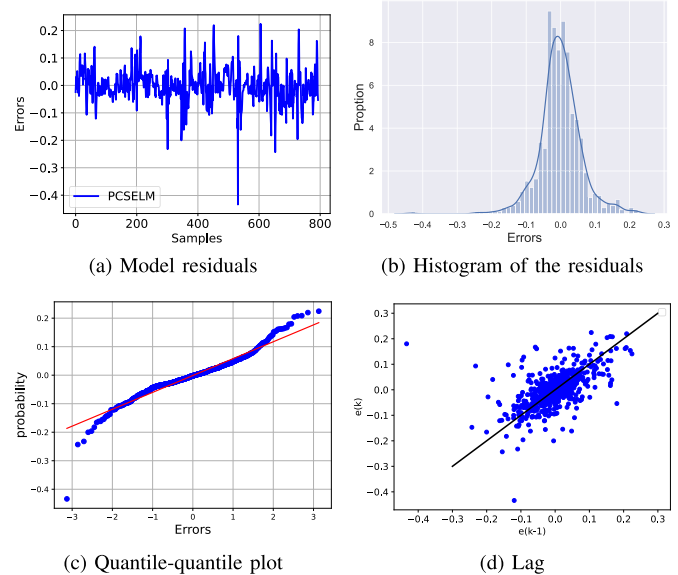 0.2
0.1
0.0
−0.1
−0.2
−0.3
−0.4
Errors
PCSELM
0 200 400 600 800
Samples
(a) Model residuals
8
6
4
2
0
Proption
−0.5 −0.4 −0.3 −0.2 −0.1 0.0 0.1 0.2 0.3
Errors
(b) Histogram of the residuals
0.3
0.2
0.1
0.0
−0.1
−0.2
−0.3
−0.4
probability
−3 −2 −1 0 1 2 3
Errors
(c) Quantile-quantile plot
0.3
0.2
0.1
0.0
−0.1
−0.2
−0.3
−0.4
e(k)
−0.4 −0.3 −0.2 −0.1 0.0 0.1 0.2 0.3
e(k-1)
(d) Lag